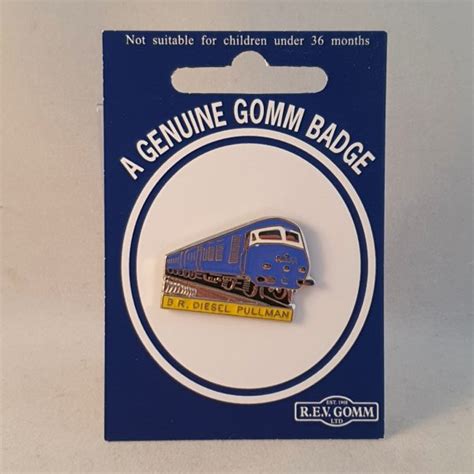 Not suitable for children under 36 months
A GENUINE GOMM BADGE
B.R. DIESEL PULLMAN
EST. 1908
R.E.V. GOMM
LTD